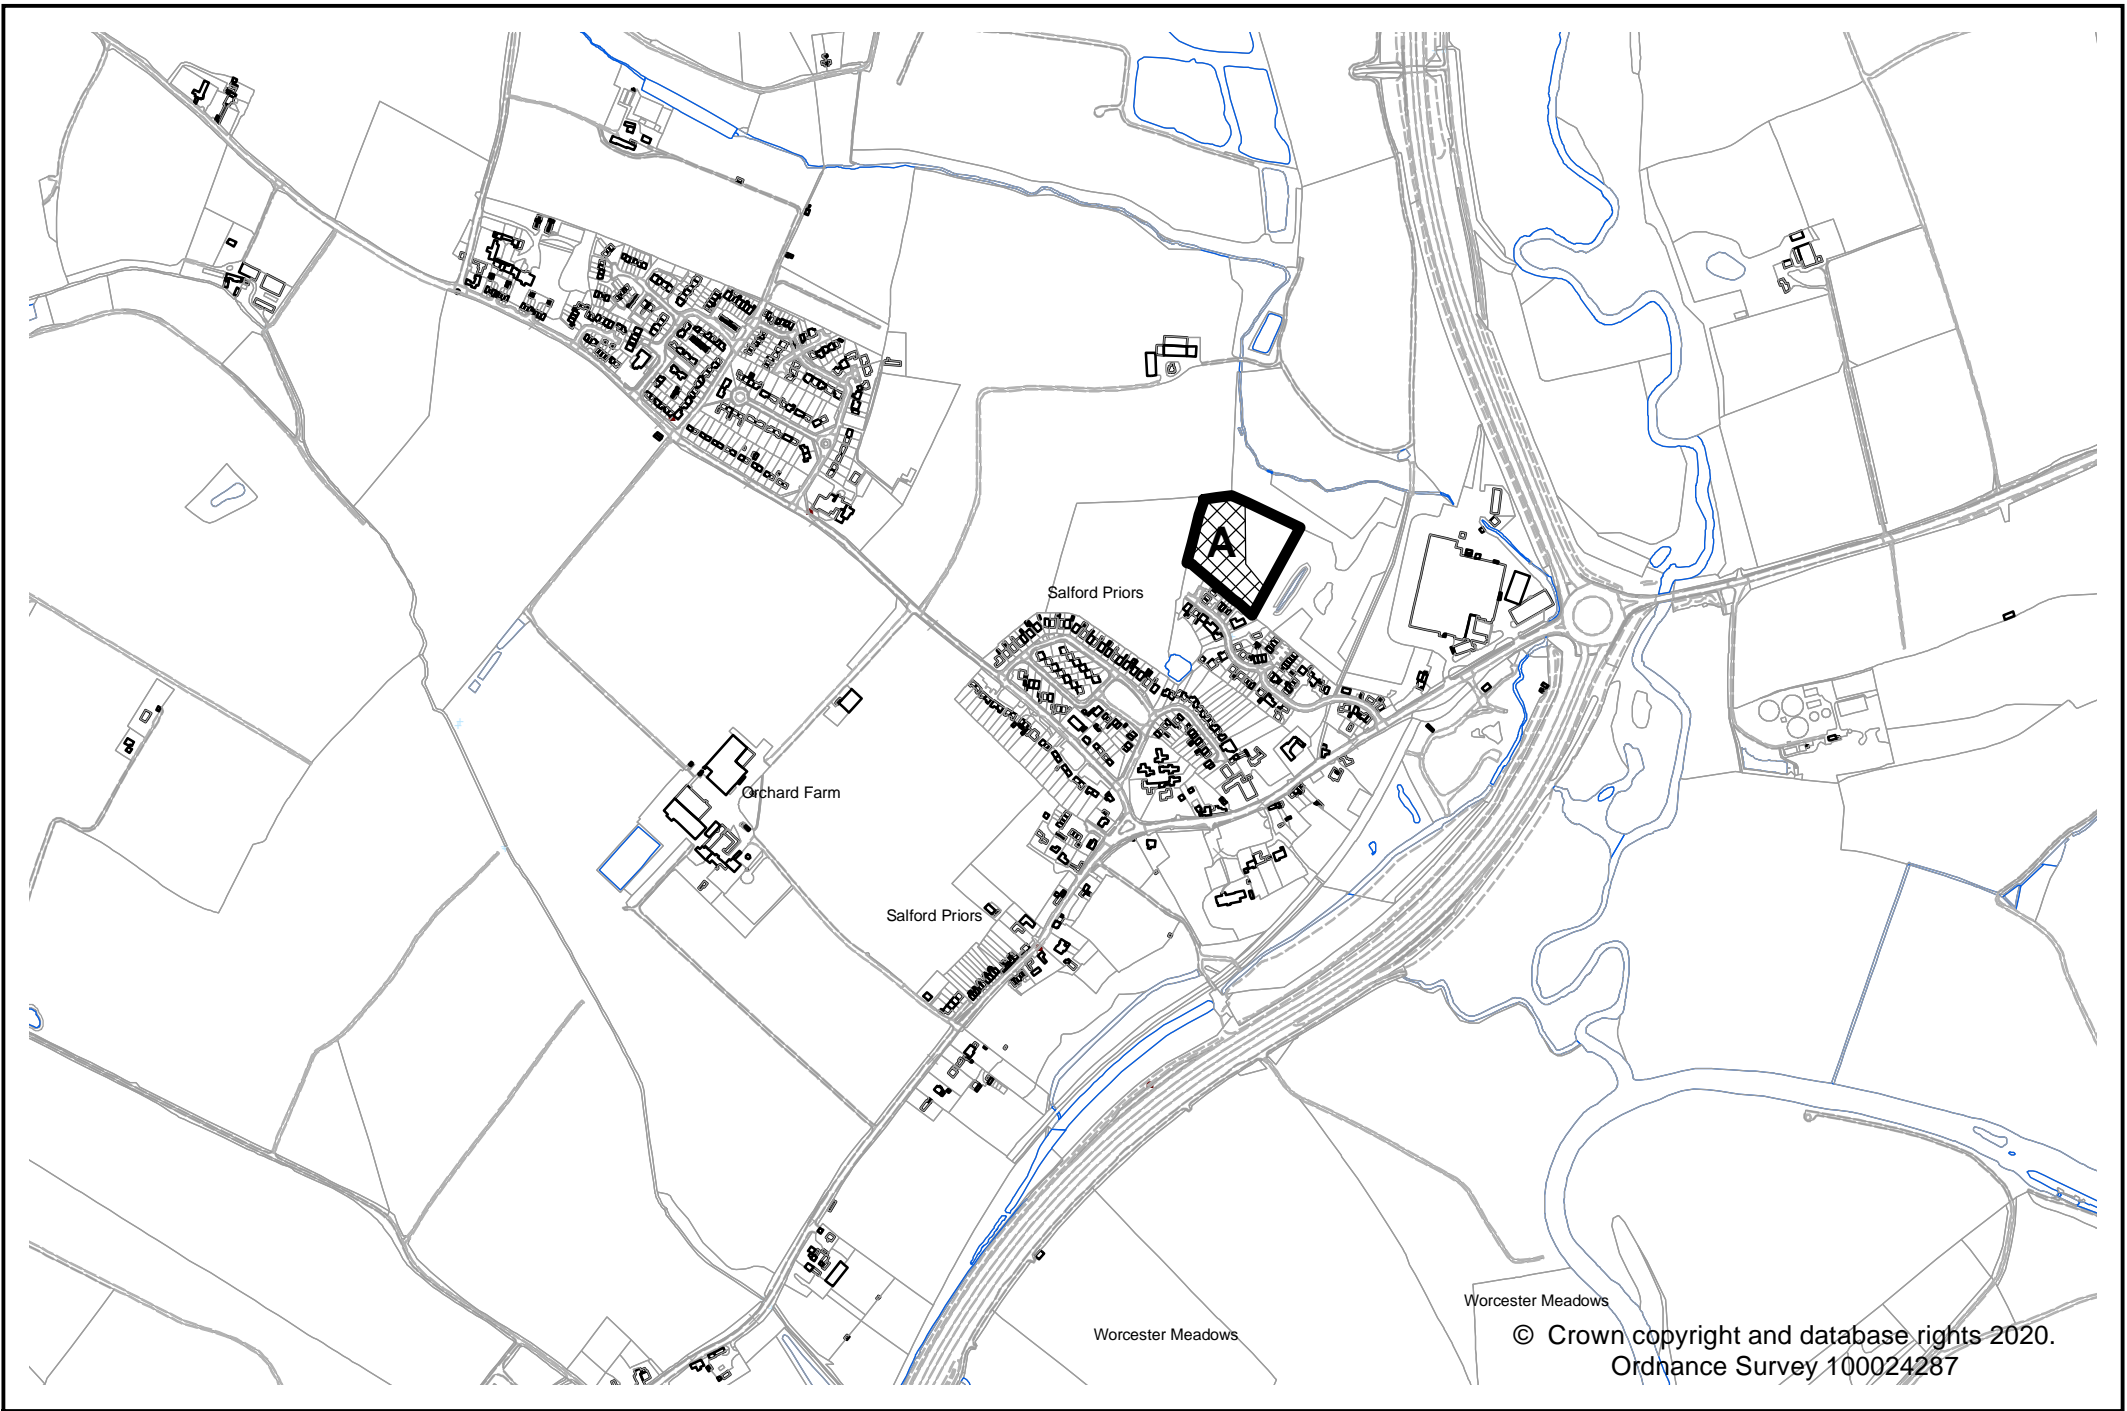 A
Salford Priors
Orchard Farm
Salford Priors
Worcester Meadows
Worcester Meadows
© Crown copyright and database rights 2020.
Ordnance Survey 100024287